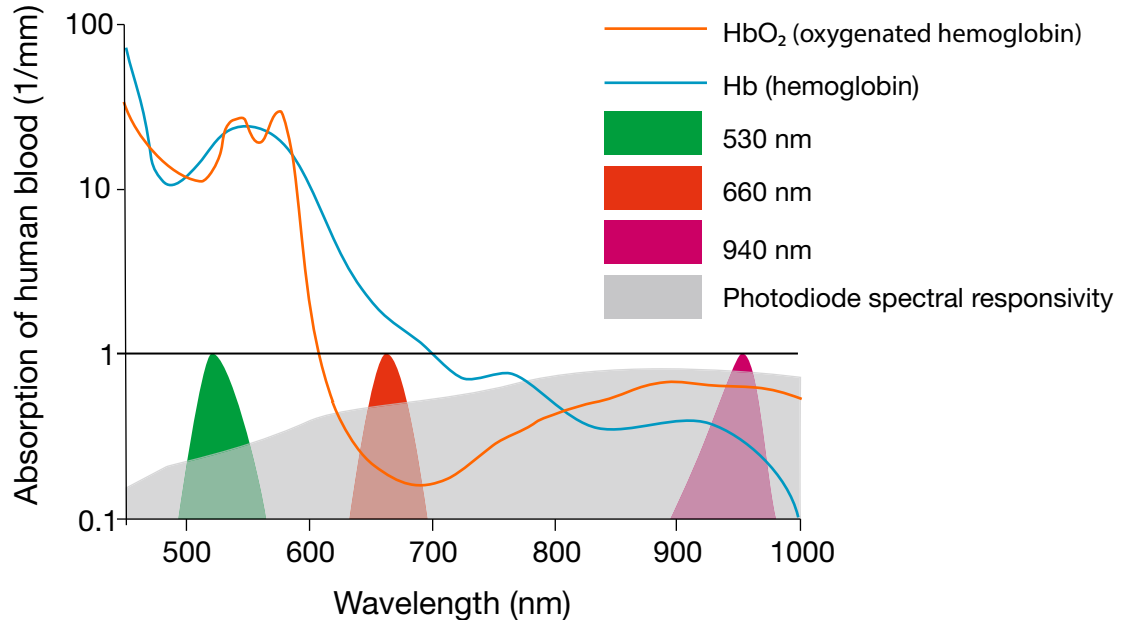 Absorption of human blood (1/mm)
100
10
1
0.1
500 600 700 800 900 1000
Wavelength (nm)
HbO₂ (oxygenated hemoglobin)
Hb (hemoglobin)
530 nm
660 nm
940 nm
Photodiode spectral responsivity